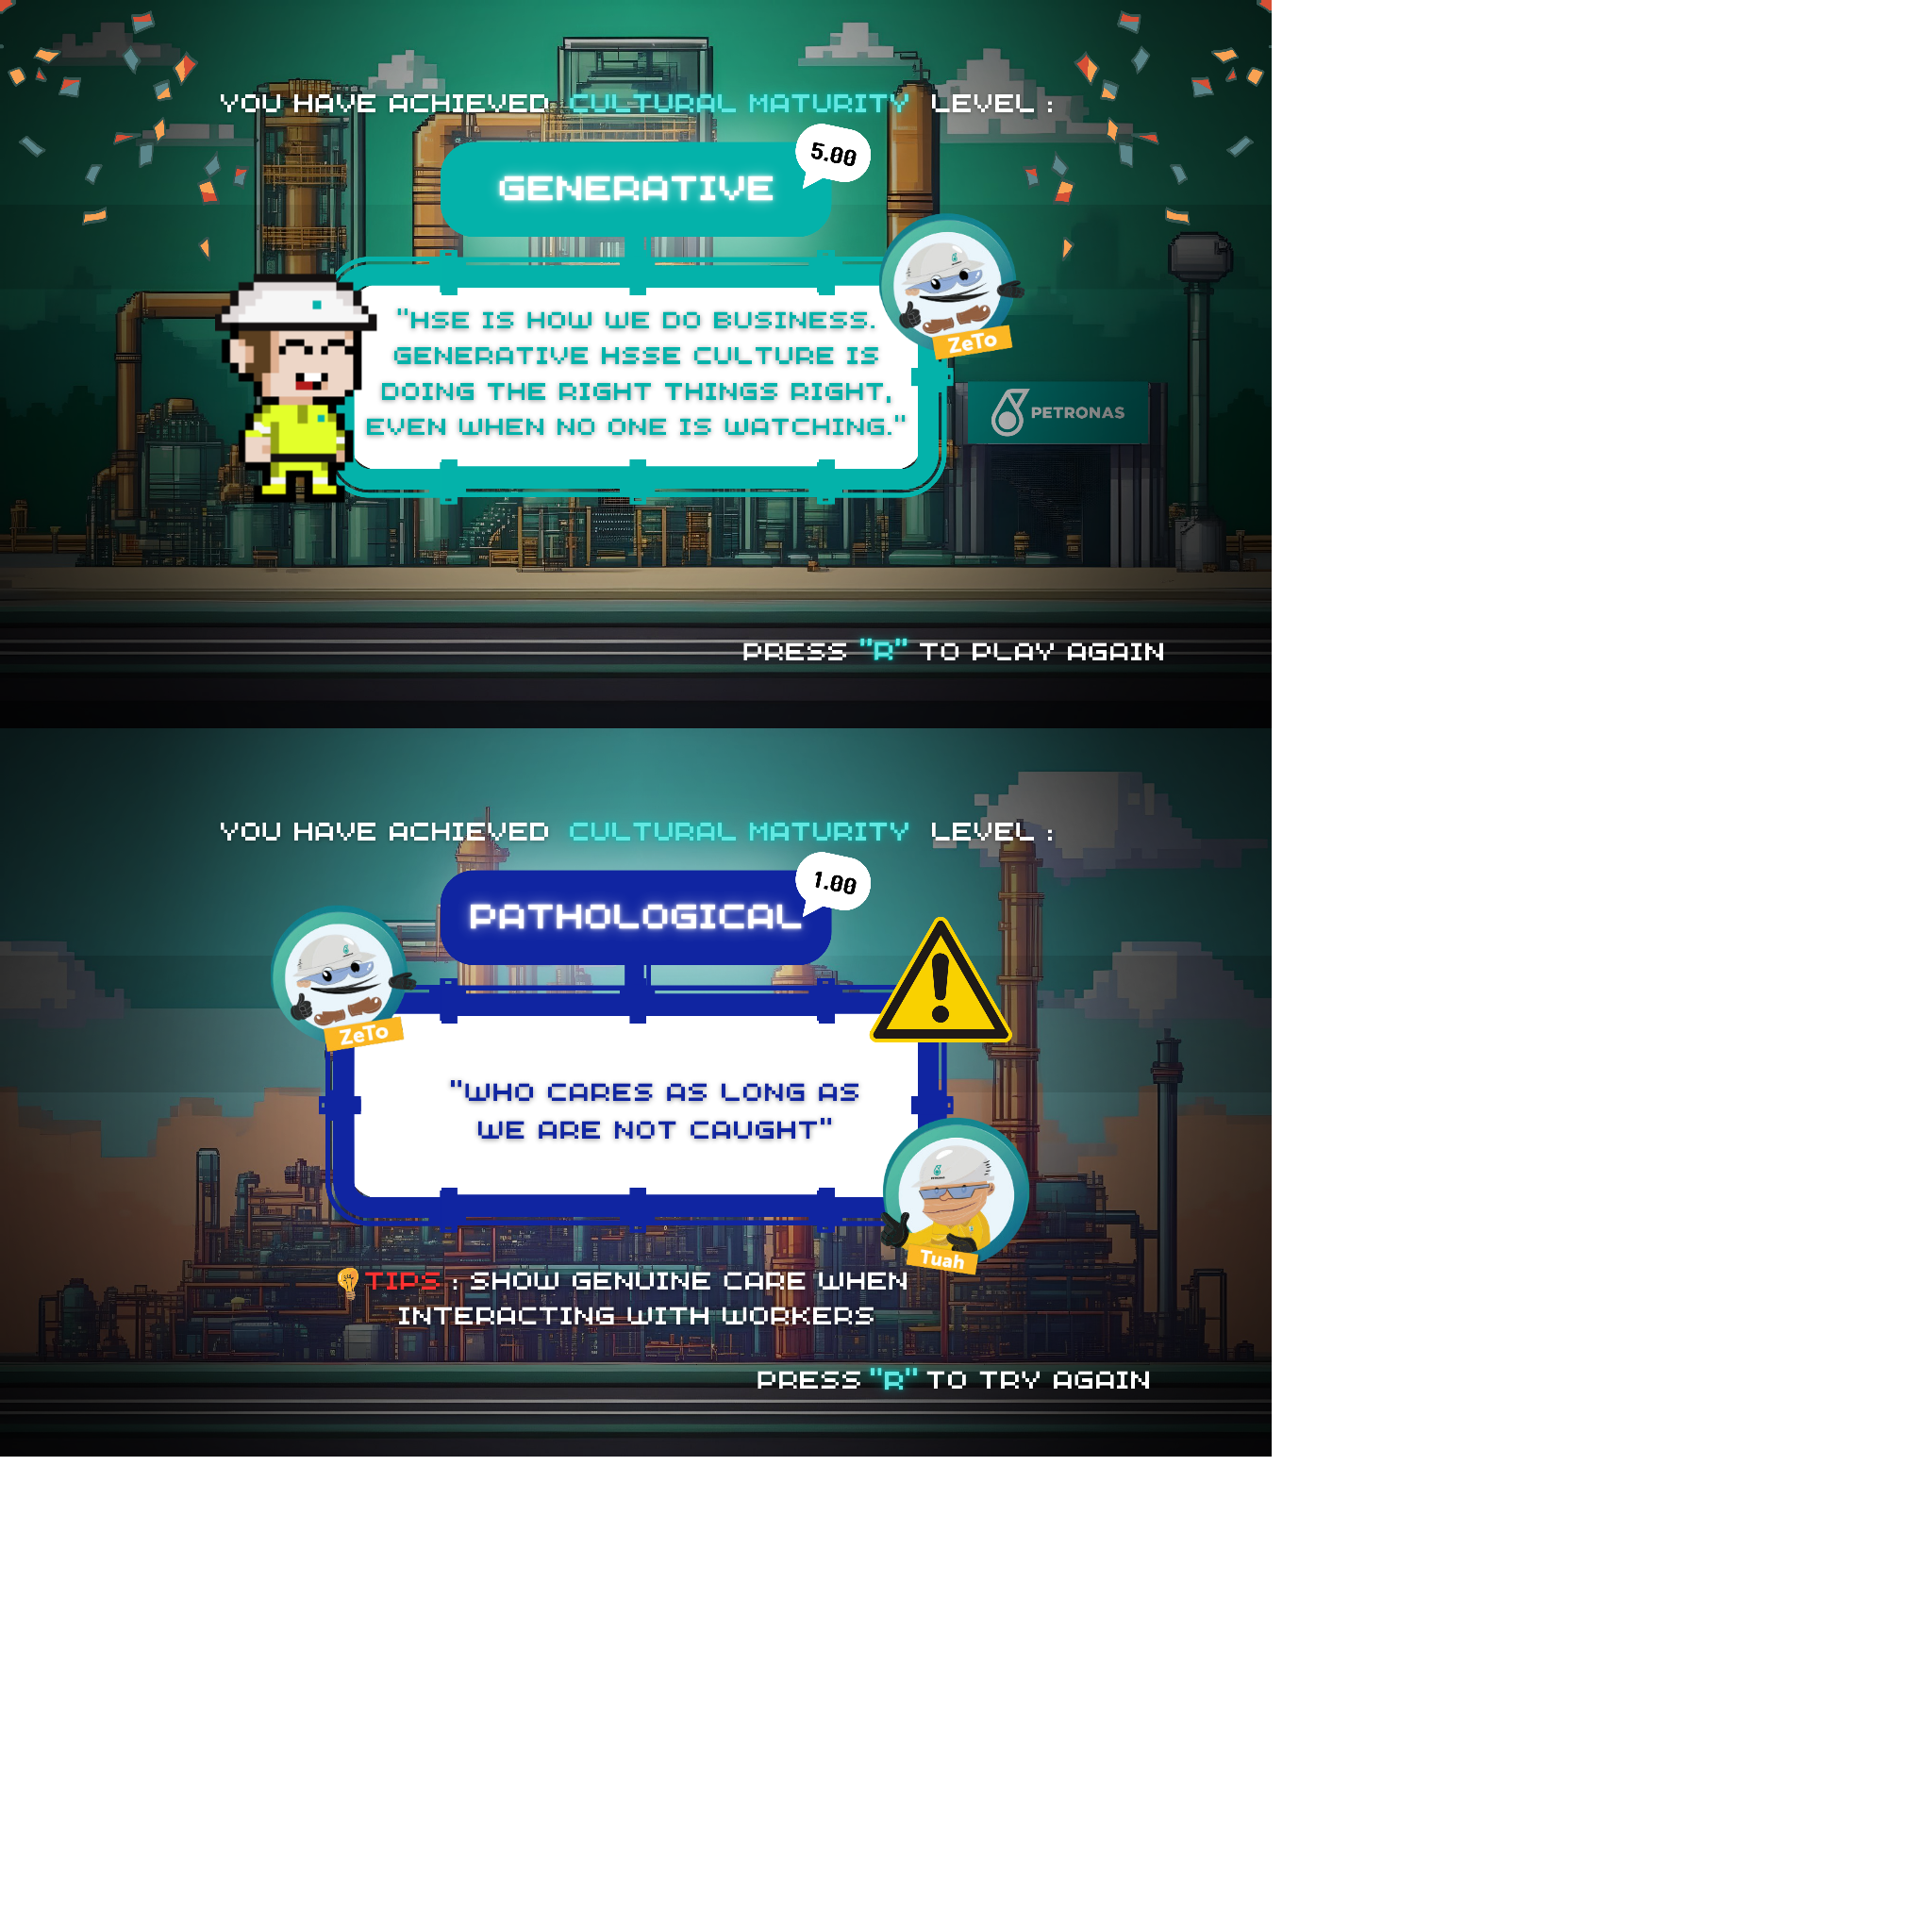 YOU HAVE ACHIEVED CULTURAL MATURITY LEVEL :
5.00
GENERATIVE
"HSE IS HOW WE DO BUSINESS.
GENERATIVE HSSE CULTURE IS
DOING THE RIGHT THINGS RIGHT,
EVEN WHEN NO ONE IS WATCHING."
ZeTo
PETRONAS
PRESS "R" TO PLAY AGAIN
YOU HAVE ACHIEVED CULTURAL MATURITY LEVEL :
1.00
PATHOLOGICAL
ZeTo
"WHO CARES AS LONG AS
WE ARE NOT CAUGHT"
Tuah
TIPS : SHOW GENUINE CARE WHEN
INTERACTING WITH WORKERS
PRESS "R" TO TRY AGAIN